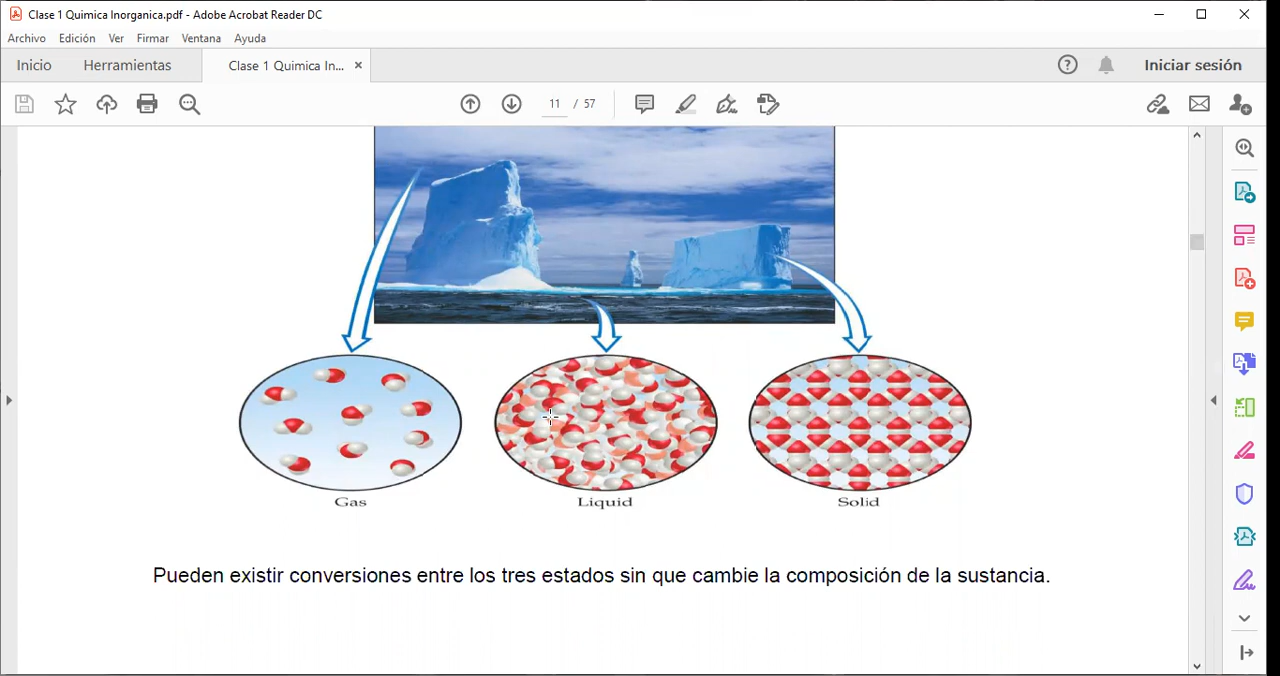 Clase 1 Quimica Inorganica.pdf - Adobe Acrobat Reader DC
Archivo Edición Ver Firmar Ventana Ayuda
Inicio Herramientas Clase 1 Quimica In... Iniciar sesión
11 / 57
Gas Liquid Solid
Pueden existir conversiones entre los tres estados sin que cambie la composición de la sustancia.